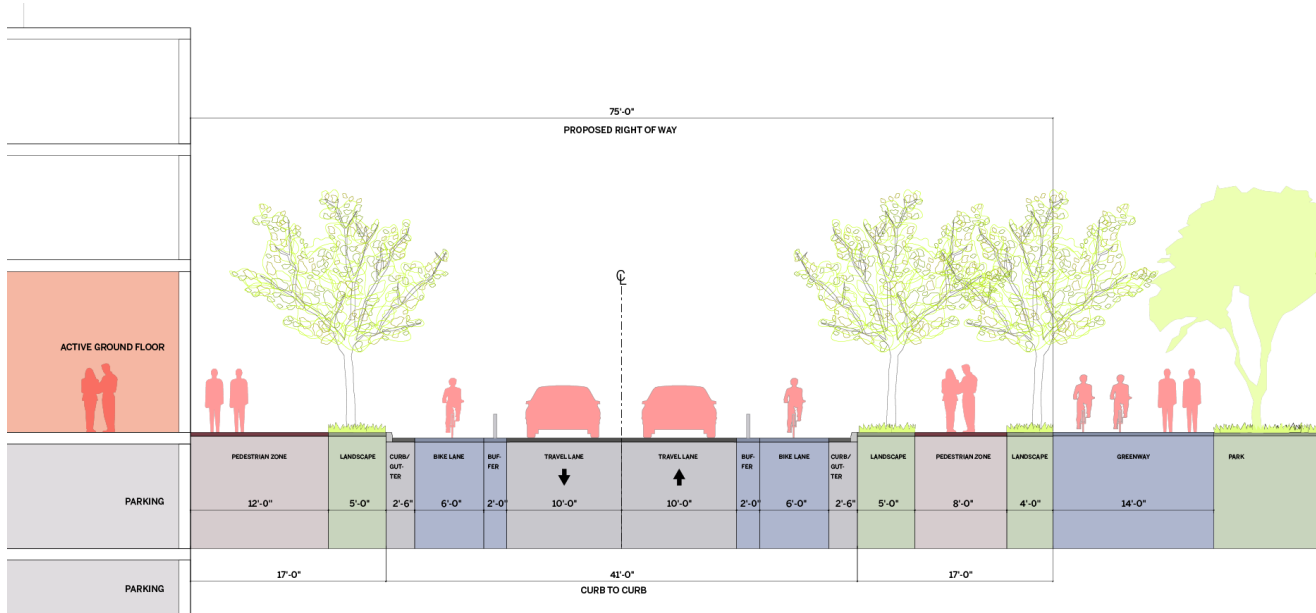 75'-0"
PROPOSED RIGHT OF WAY
℄
ACTIVE GROUND FLOOR
PEDESTRIAN ZONE
LANDSCAPE
CURB/
GUT-
TER
BIKE LANE
BUF-
FER
TRAVEL LANE
TRAVEL LANE
BUF-
FER
BIKE LANE
CURB/
GUT-
TER
LANDSCAPE
PEDESTRIAN ZONE
LANDSCAPE
GREENWAY
PARK
PARKING
12'-0"
5'-0"
2'-6"
6'-0"
2'-0"
10'-0"
10'-0"
2'-0"
6'-0"
2'-6"
5'-0"
8'-0"
4'-0"
14'-0"
17'-0"
41'-0"
17'-0"
PARKING
CURB TO CURB